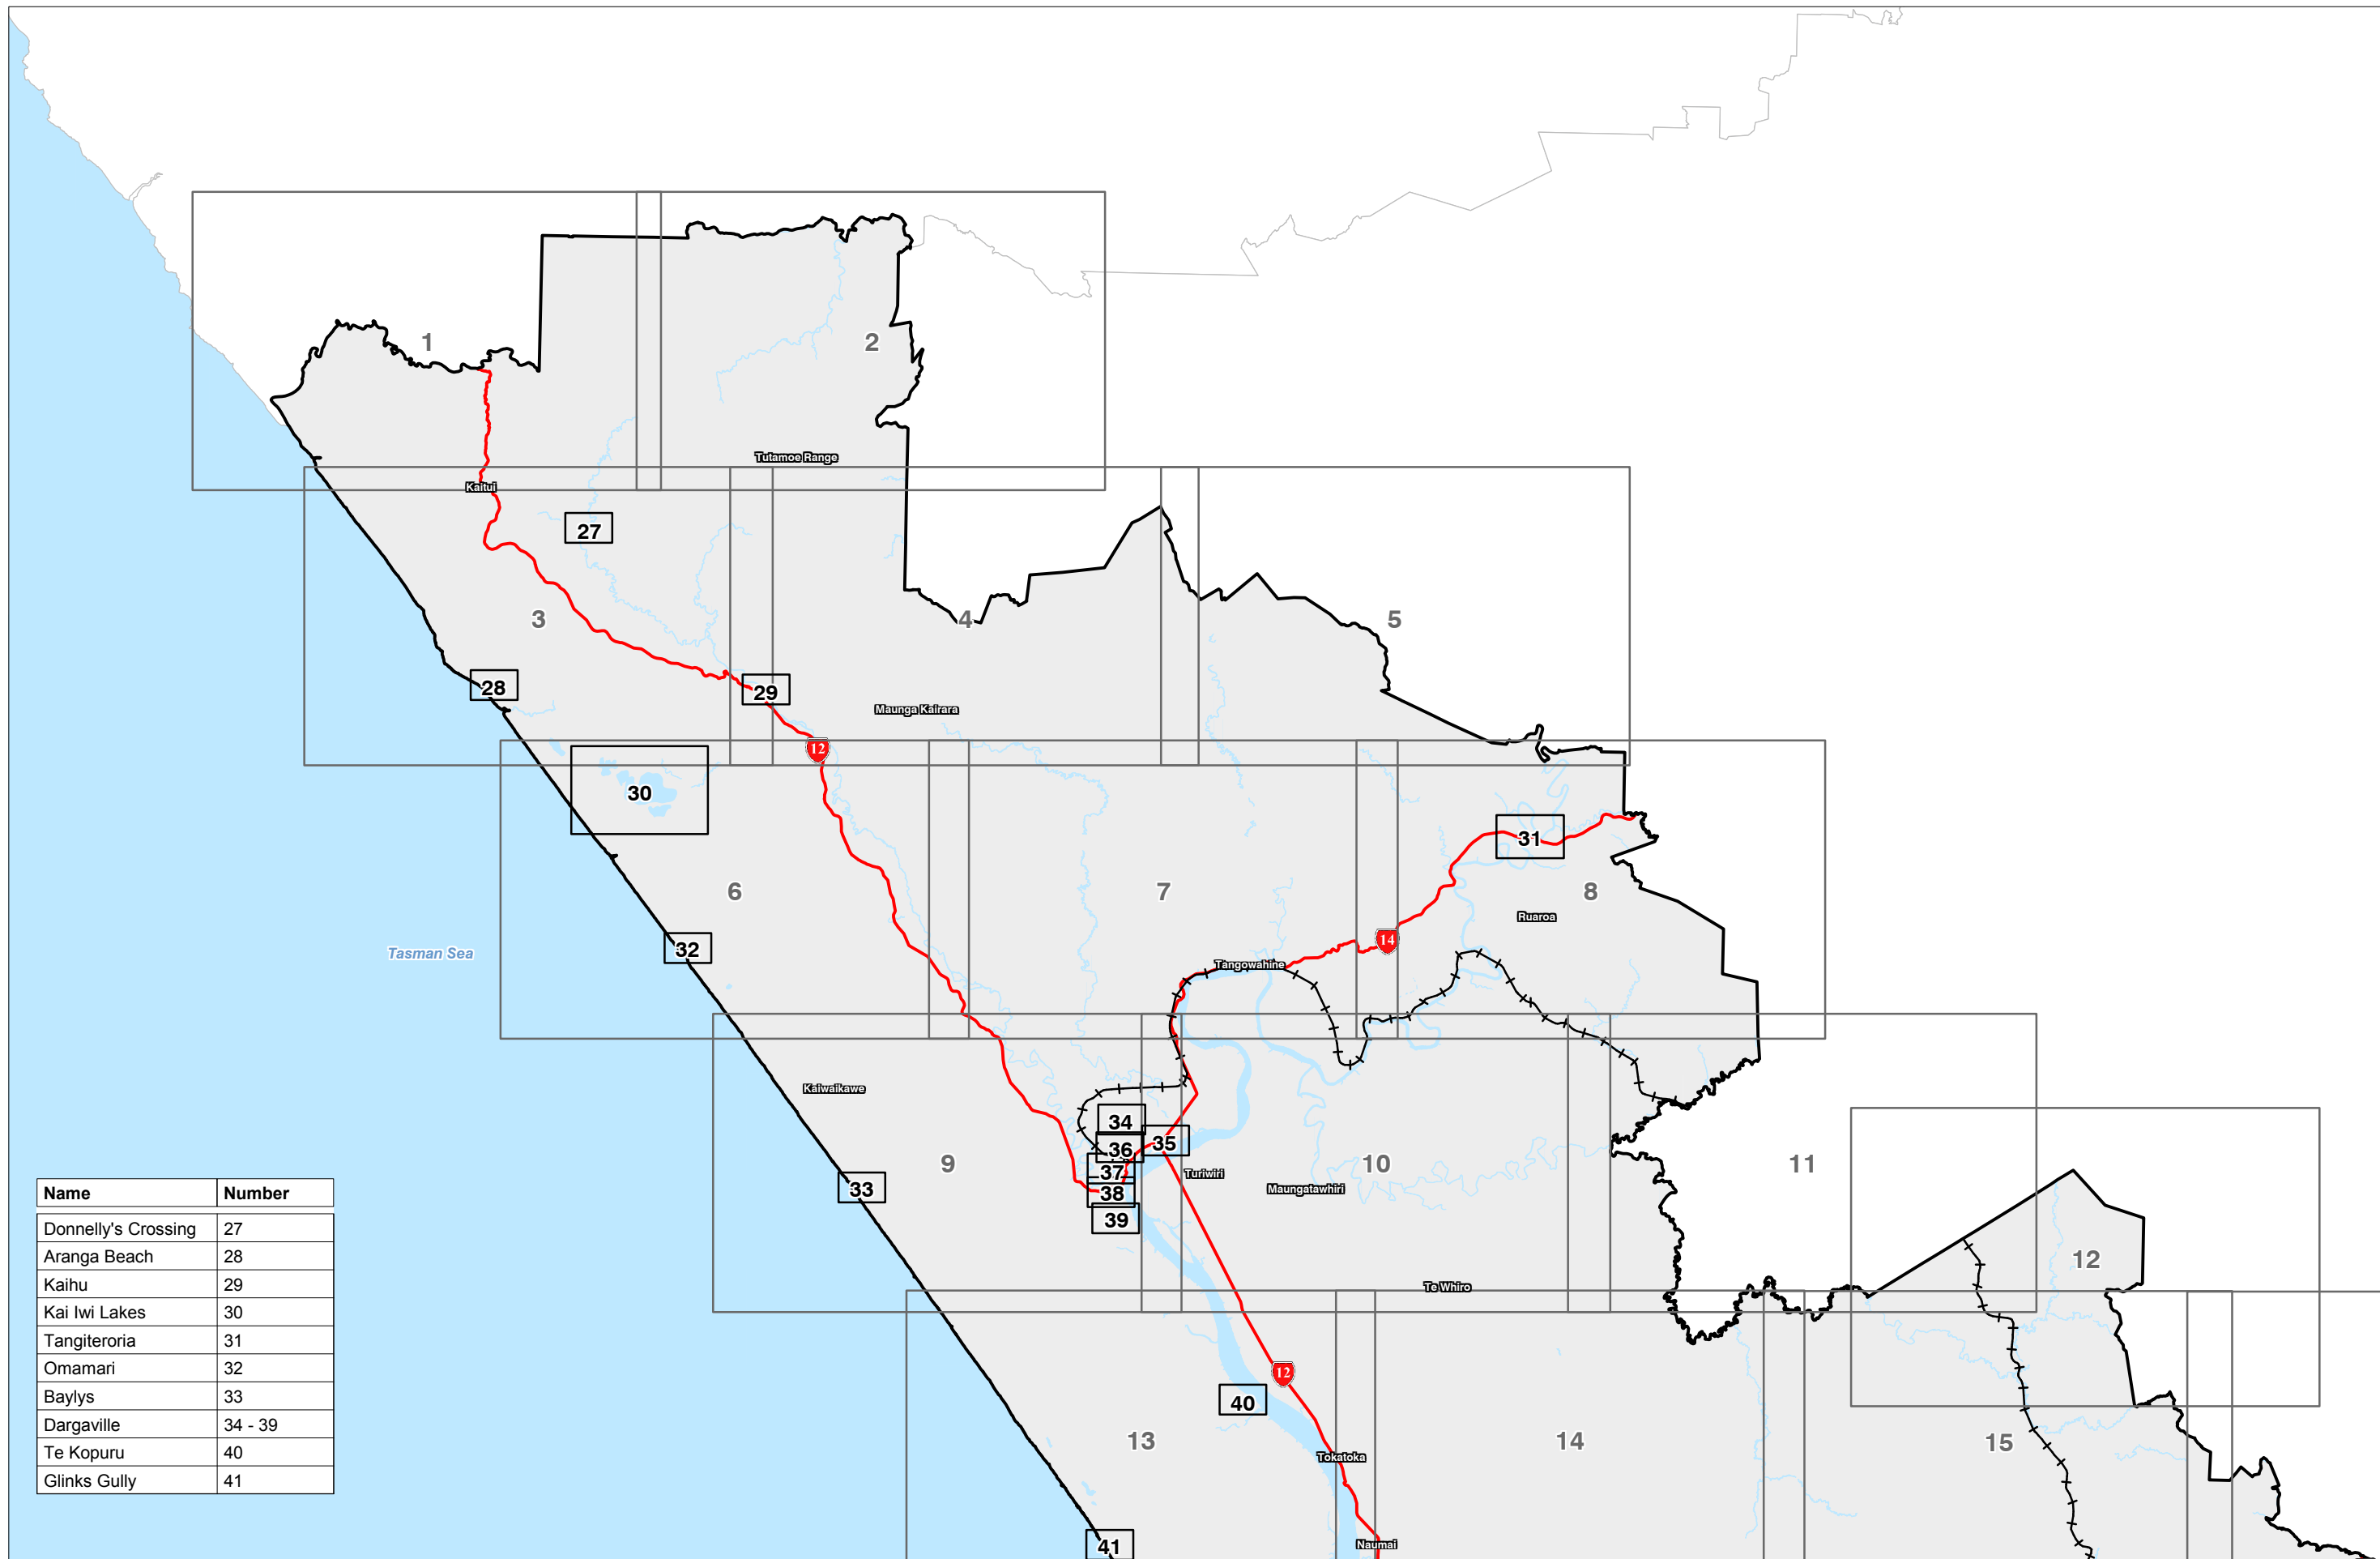 1
2
Tutamoe Range
Kaitui
27
3
4
5
28
29
Maunga Kairara
12
30
31
6
7
8
Ruaroa
14
32
Tasman Sea
Tangowahine
Kaiwaikawe
34
35
36
37
38
39
9
Turiwiri
10
Maungatawhiri
11
33
12
Te Whiro
12
40
13
14
15
Tokatoka
Naumai
41
Name Number
Donnelly's Crossing 27
Aranga Beach 28
Kaihu 29
Kai Iwi Lakes 30
Tangiteroria 31
Omamari 32
Baylys 33
Dargaville 34 - 39
Te Kopuru 40
Glinks Gully 41